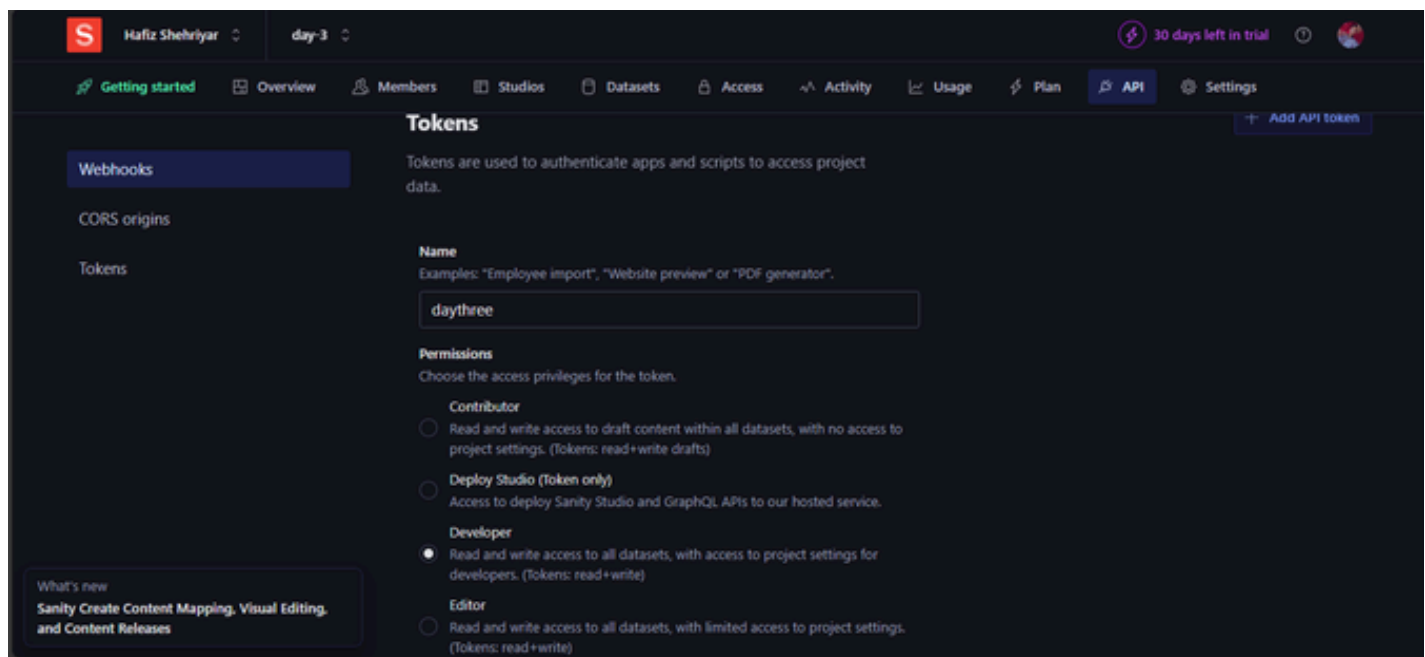 S Hafiz Shehriyar day-3 30 days left in trial
Getting started Overview Members Studios Datasets Access Activity Usage Plan API Settings
Tokens
+ Add API token
Tokens are used to authenticate apps and scripts to access project
data.
Webhooks
CORS origins
Tokens
Name
Examples: "Employee import", "Website preview" or "PDF generator".
daythree
Permissions
Choose the access privileges for the token.
Contributor
Read and write access to draft content within all datasets, with no access to
project settings. (Tokens: read+write drafts)
Deploy Studio (Token only)
Access to deploy Sanity Studio and GraphQL APIs to our hosted service.
Developer
Read and write access to all datasets, with access to project settings for
developers. (Tokens: read+write)
Editor
Read and write access to all datasets, with limited access to project settings.
(Tokens: read+write)
What's new
Sanity Create Content Mapping, Visual Editing,
and Content Releases